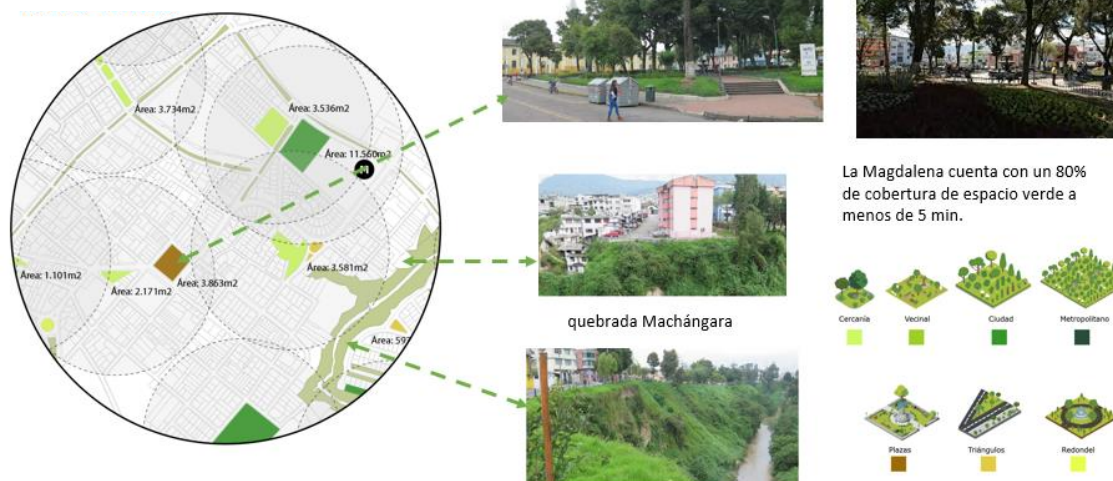 Área: 3.734m2
Área: 3.536m2
Área: 11.560m2
M
Área: 1.101m2
Área: 2.171m2
Área: 3.863m2
Área: 3.581m2
quebrada Machángara
La Magdalena cuenta con un 80%
de cobertura de espacio verde a
menos de 5 min.
Cercanía
Vecinal
Ciudad
Metropolitano
Plazas
Triángulos
Redondel